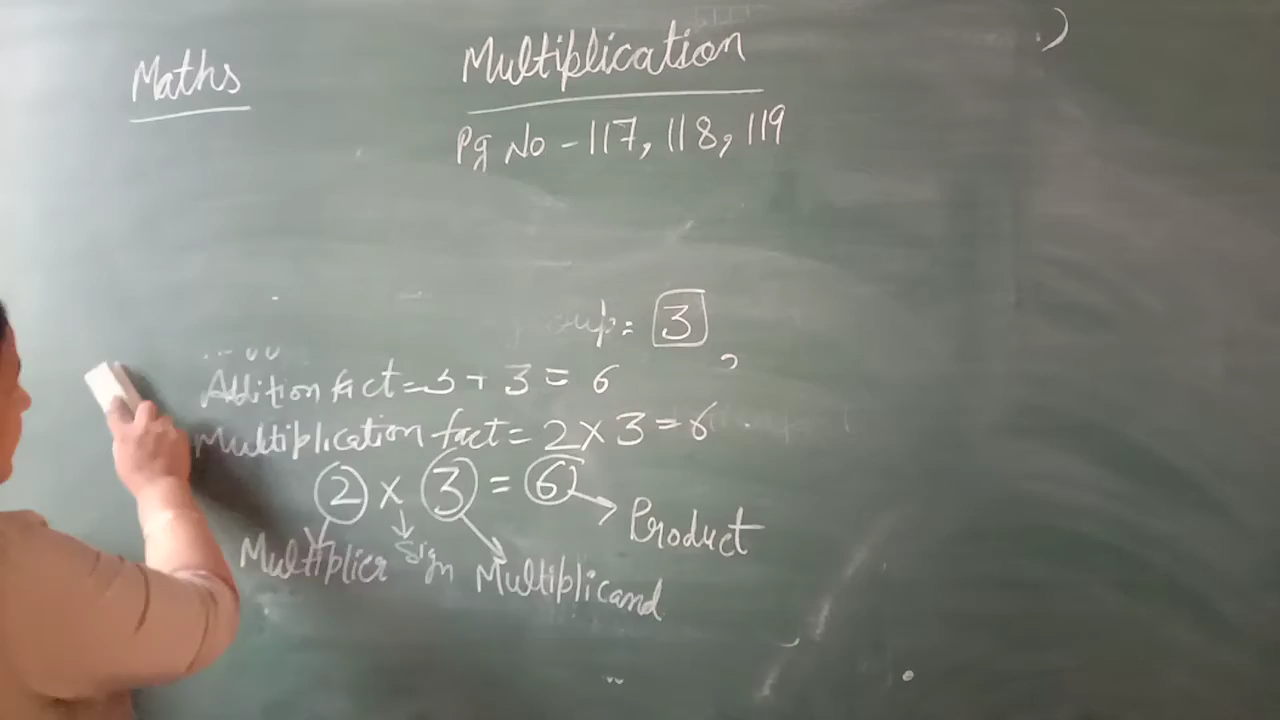 Maths
Multiplication
Pg No - 117, 118, 119
= 3
Addition fact = 3 + 3 = 6
Multiplication fact = 2 x 3 = 6
2 x 3 = 6
Product
Multiplier Sign Multiplicand